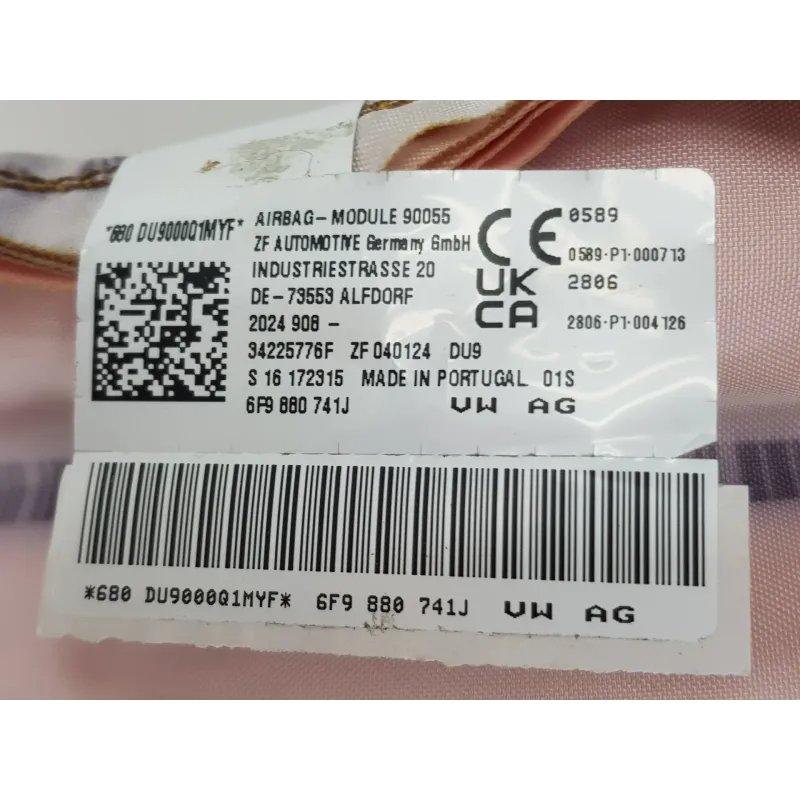 *680 DU9000Q1MYF*
AIRBAG-MODULE 90055
ZF AUTOMOTIVE Germany GmbH
INDUSTRIESTRASSE 20
DE-73553 ALFDORF
2024 908 -
34225776F ZF 040124 DU9
S 16 172315 MADE IN PORTUGAL 01S
6F9 880 741J VW AG
CE 0589
0589-P1-000713
UK CA 2806
2806-P1-004126
*680 DU9000Q1MYF* 6F9 880 741J VW AG